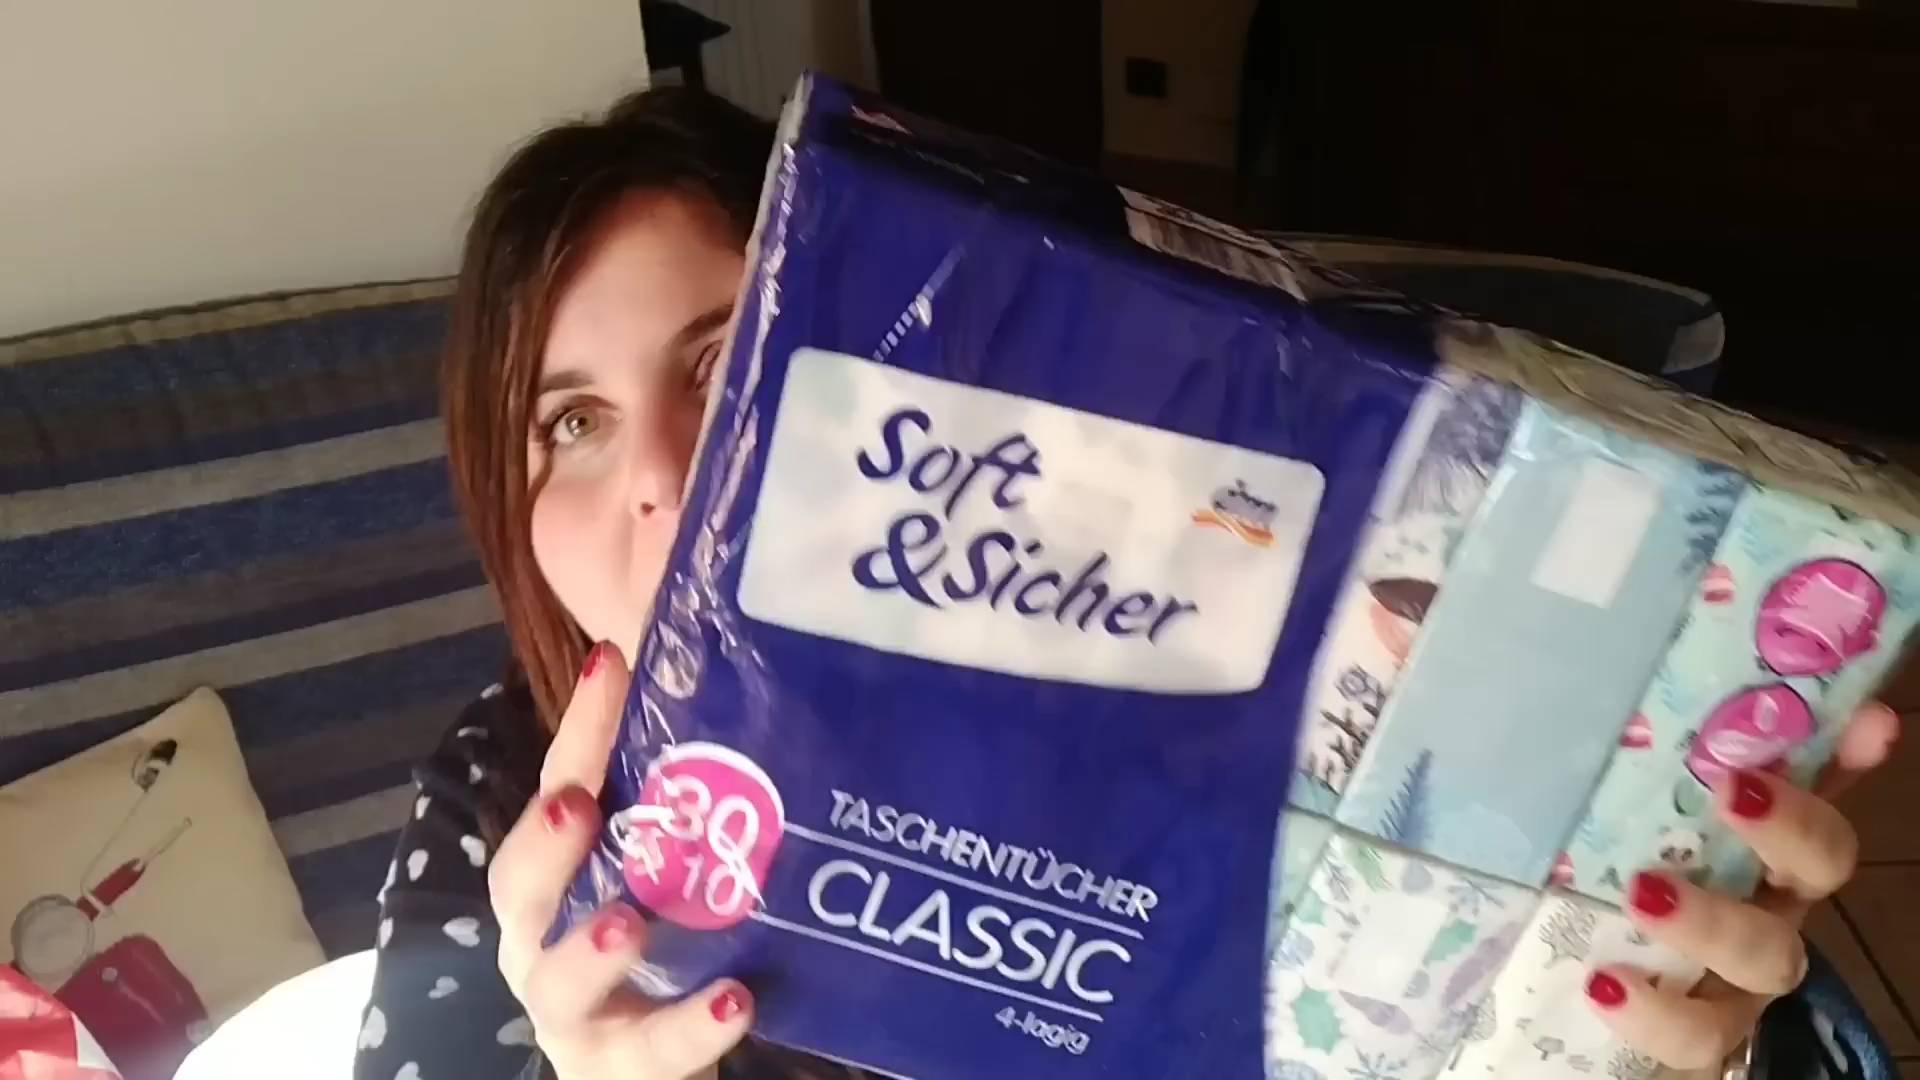 Soft
& Sicher
30
x 10
TASCHENTÜCHER
CLASSIC
4-lagig